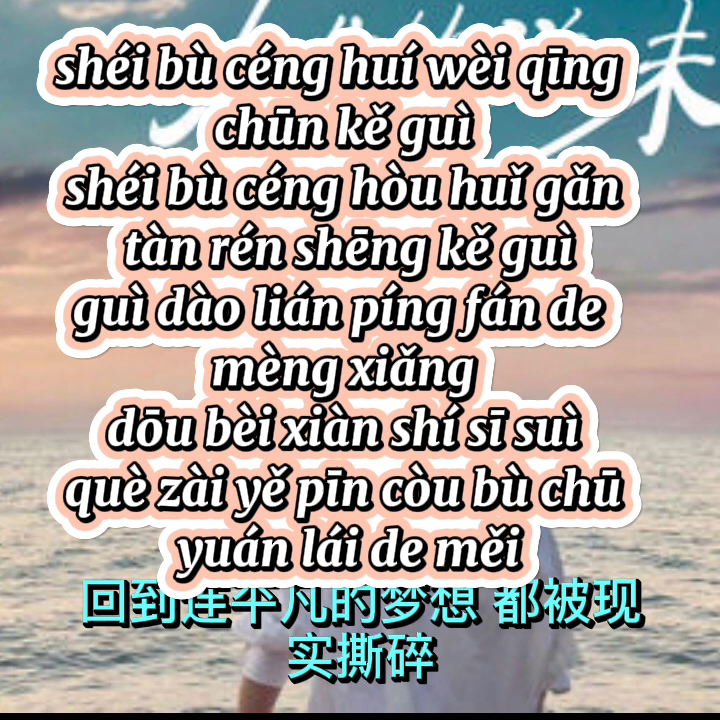 未
shéi bù céng huí wèi qīng
chūn kě guì
shéi bù céng hòu huǐ gǎn
tàn rén shēng kě guì
guì dào lián píng fán de
mèng xiǎng
dōu bèi xiàn shí sī suì
què zài yě pīn còu bù chū
yuán lái de měi
回到连平凡的梦想 都被现
实撕碎